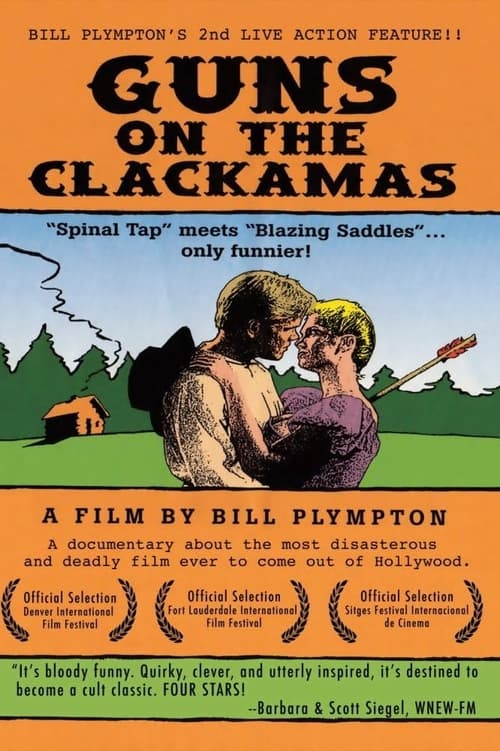 BILL PLYMPTON'S 2nd LIVE ACTION FEATURE!!
GUNS
ON THE
CLACKAMAS
"Spinal Tap" meets "Blazing Saddles"...
only funnier!
A FILM BY BILL PLYMPTON
A documentary about the most disasterous
and deadly film ever to come out of Hollywood.
Official Selection
Denver International
Film Festival
Official Selection
Fort Lauderdale International
Film Festival
Official Selection
Sitges Festival Internacional
de Cinema
"It's bloody funny. Quirky, clever, and utterly inspired, it's destined to
become a cult classic. FOUR STARS!
--Barbara & Scott Siegel, WNEW-FM